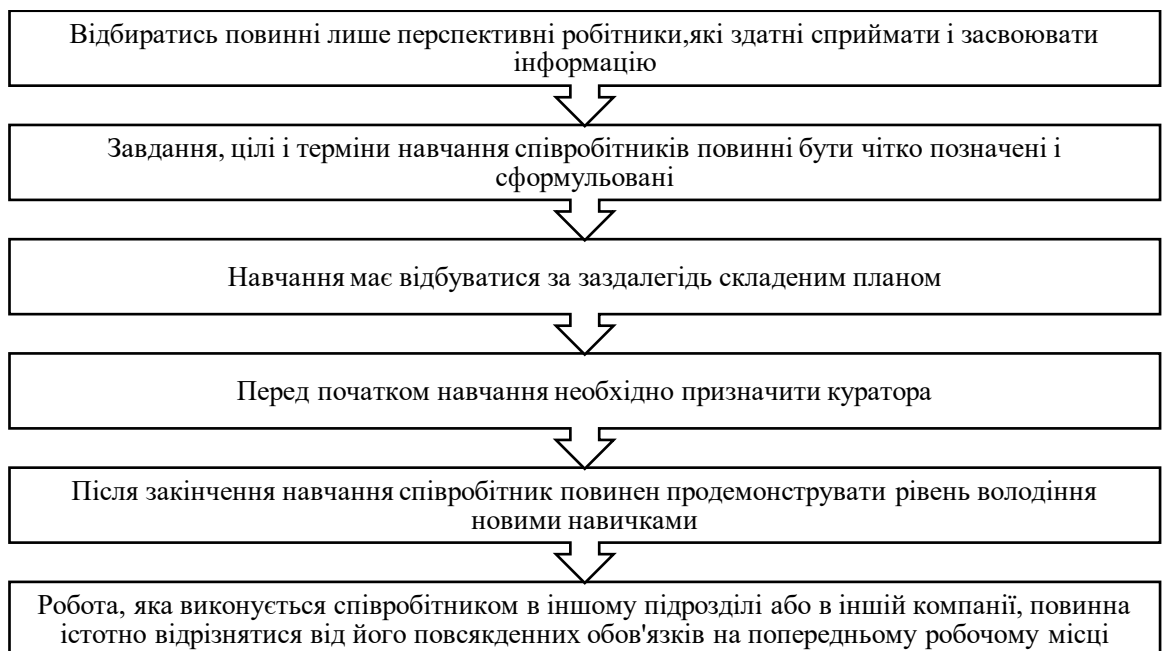 Відбиратись повинні лише перспективні робітники,які здатні сприймати і засвоювати
інформацію
Завдання, цілі і терміни навчання співробітників повинні бути чітко позначені і
сформульовані
Навчання має відбуватися за заздалегідь складеним планом
Перед початком навчання необхідно призначити куратора
Після закінчення навчання співробітник повинен продемонструвати рівень володіння
новими навичками
Робота, яка виконується співробітником в іншому підрозділі або в іншій компанії, повинна
істотно відрізнятися від його повсякденних обов'язків на попередньому робочому місці